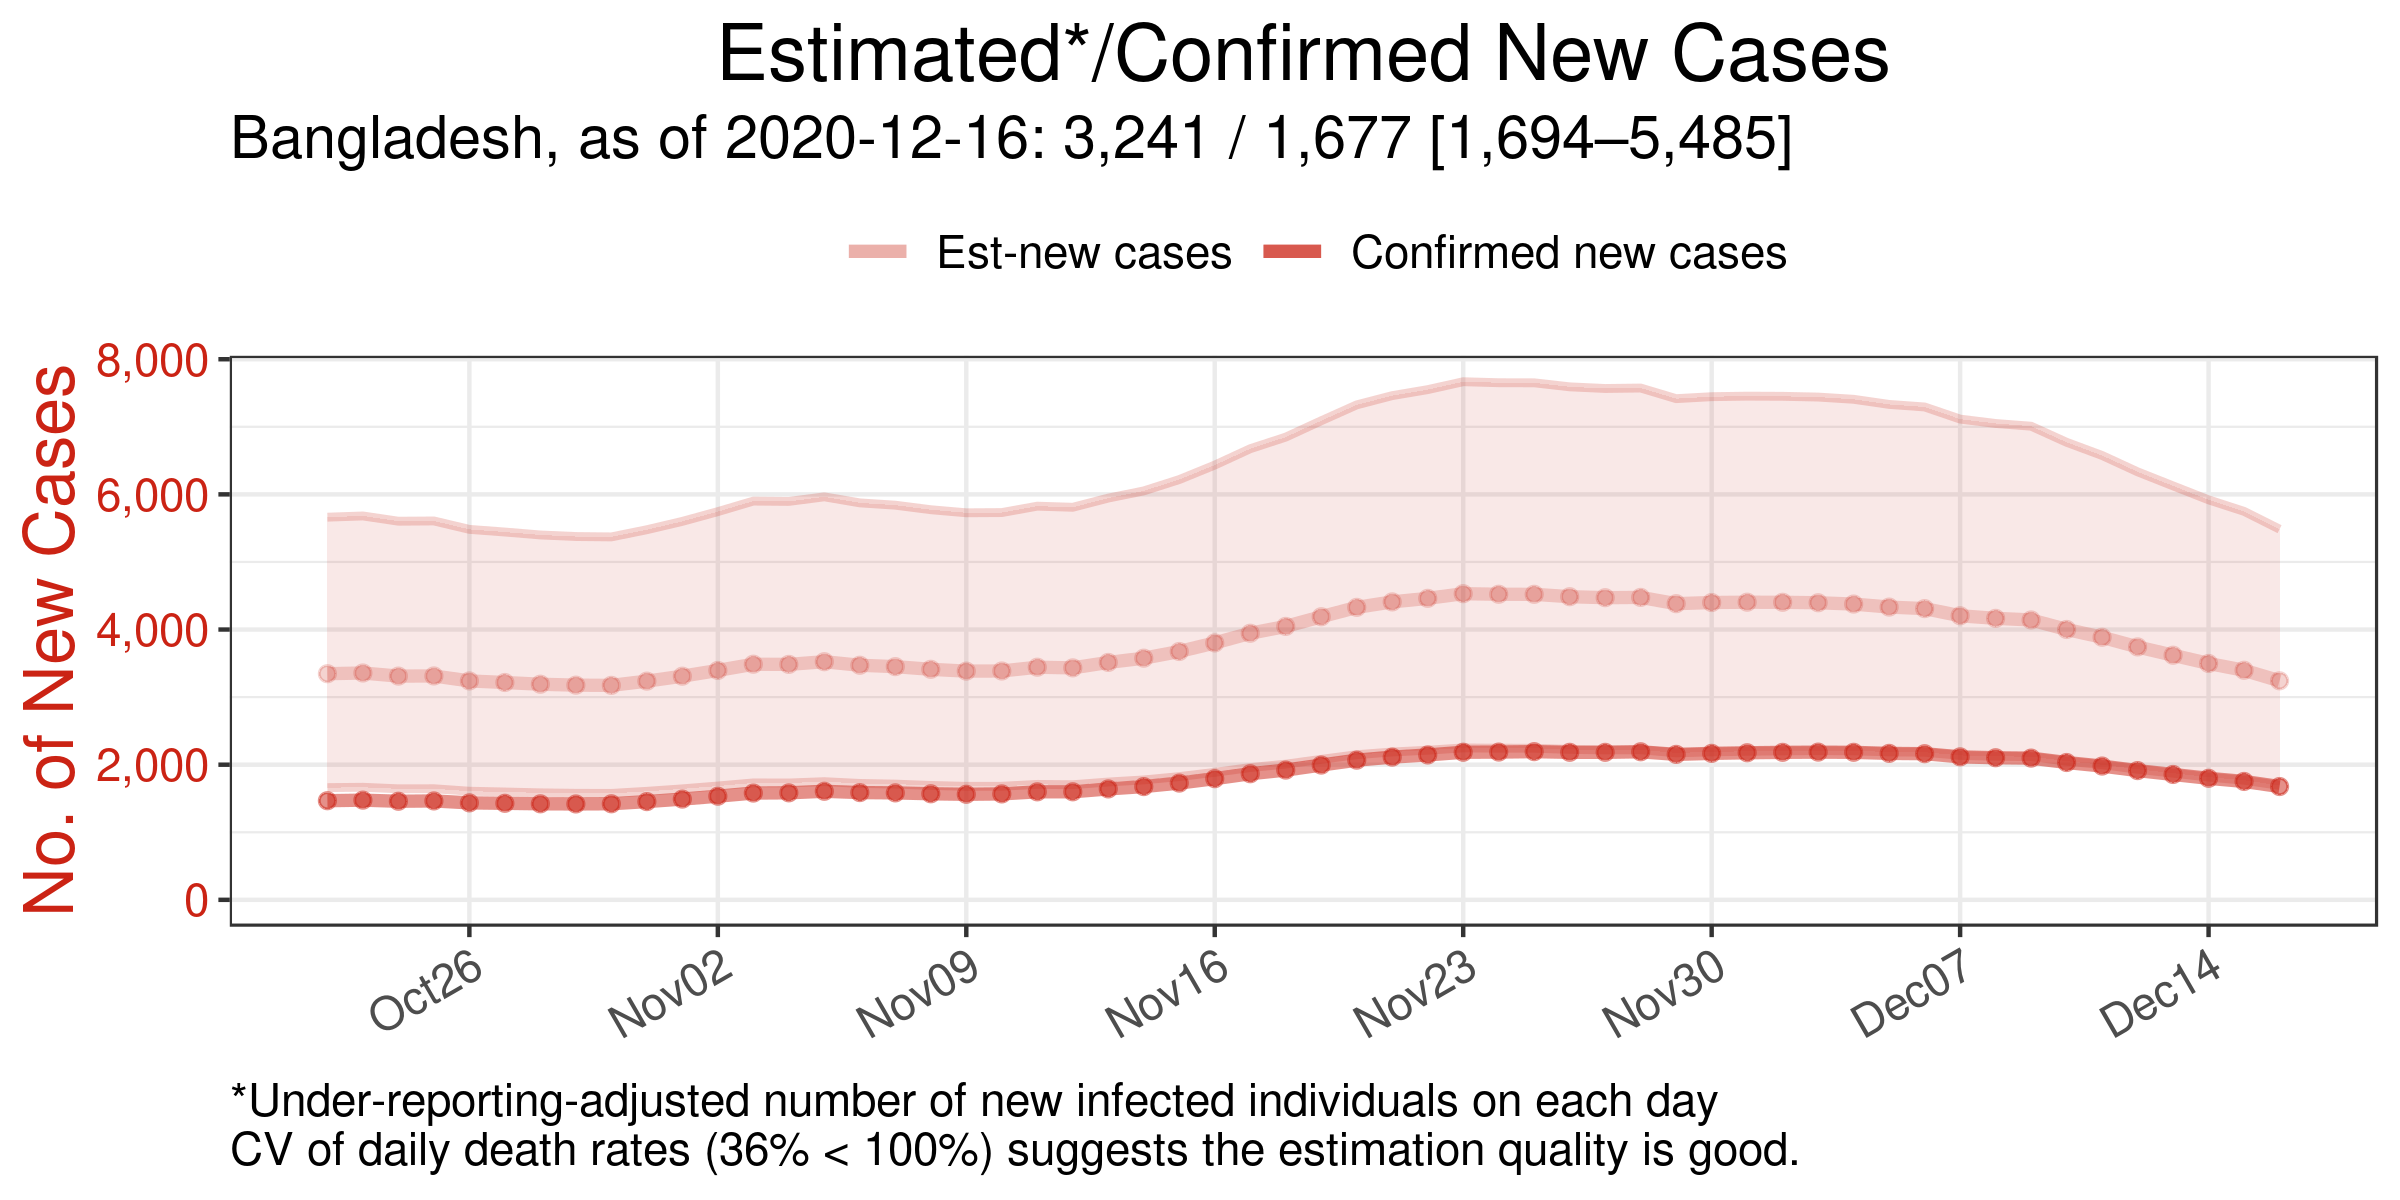 Estimated*/Confirmed New Cases
Bangladesh, as of 2020-12-16: 3,241 / 1,677 [1,694–5,485]
Est-new cases
Confirmed new cases
No. of New Cases
8,000
6,000
4,000
2,000
0
Oct26
Nov02
Nov09
Nov16
Nov23
Nov30
Dec07
Dec14
*Under-reporting-adjusted number of new infected individuals on each day
CV of daily death rates (36% < 100%) suggests the estimation quality is good.